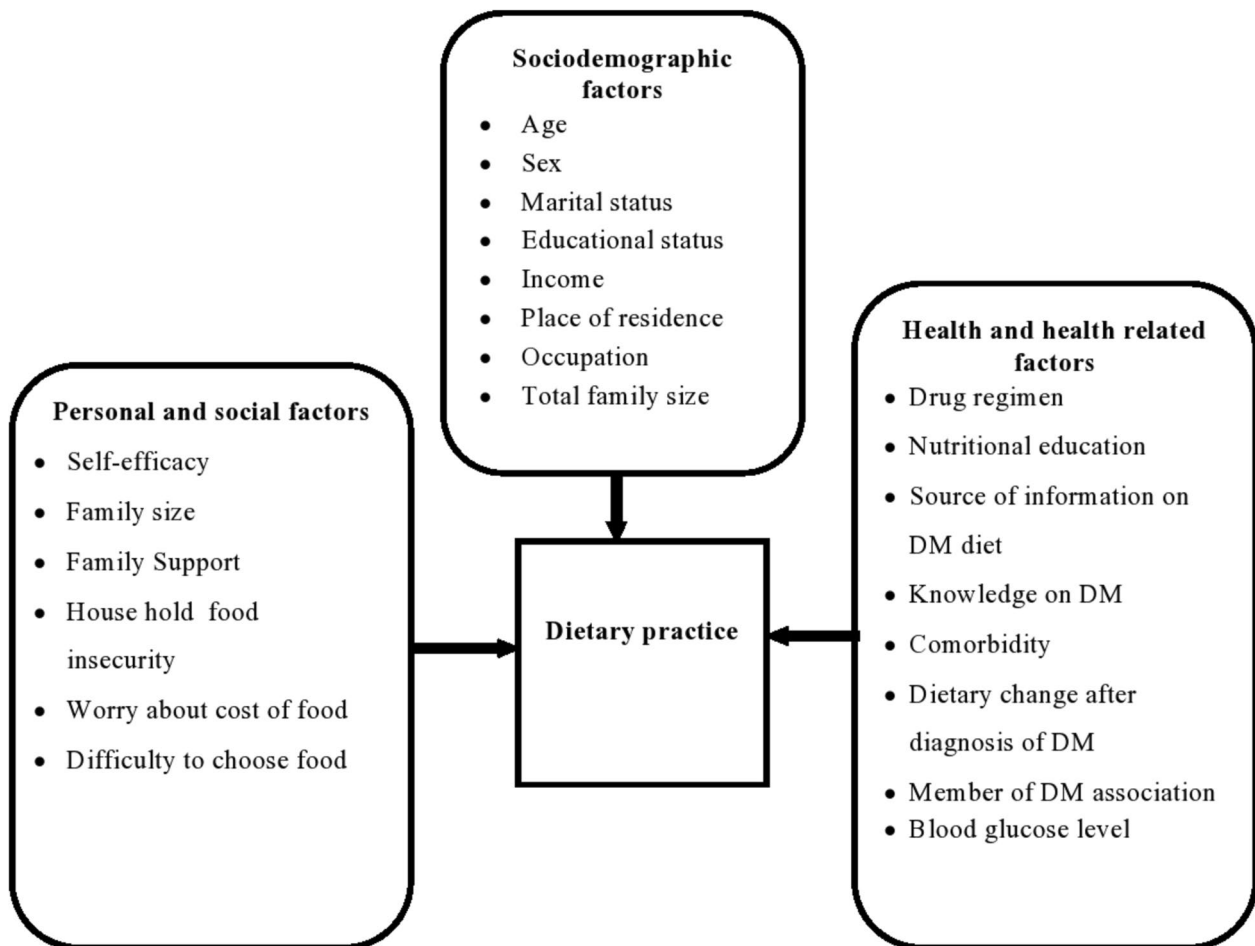 Sociodemographic
factors
• Age
• Sex
• Marital status
• Educational status
• Income
• Place of residence
• Occupation
• Total family size
Personal and social factors
• Self-efficacy
• Family size
• Family Support
• House hold food
insecurity
• Worry about cost of food
• Difficulty to choose food
Dietary practice
Health and health related
factors
• Drug regimen
• Nutritional education
• Source of information on
DM diet
• Knowledge on DM
• Comorbidity
• Dietary change after
diagnosis of DM
• Member of DM association
• Blood glucose level